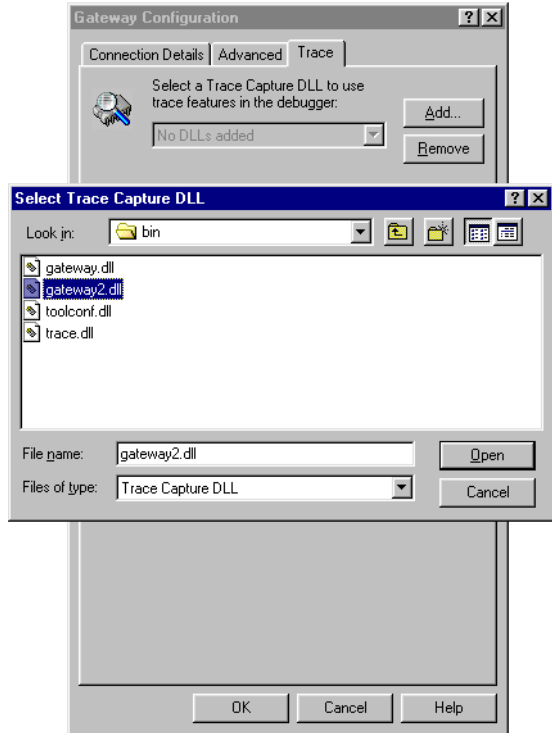 Gateway Configuration
Connection Details
Advanced
Trace
Select a Trace Capture DLL to use
trace features in the debugger:
No DLLs added
Add...
Remove
Select Trace Capture DLL
Look in:
bin
gateway.dll
gateway2.dll
toolconf.dll
trace.dll
File name:
gateway2.dll
Open
Files of type:
Trace Capture DLL
Cancel
OK
Cancel
Help